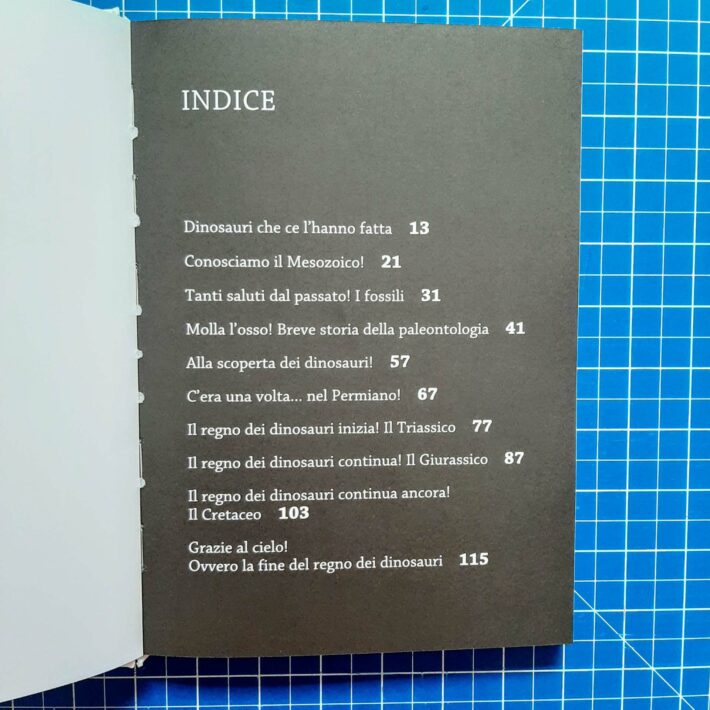 INDICE
Dinosauri che ce l'hanno fatta 13
Conosciamo il Mesozoico! 21
Tanti saluti dal passato! I fossili 31
Molla l'osso! Breve storia della paleontologia 41
Alla scoperta dei dinosauri! 57
C'era una volta... nel Permiano! 67
Il regno dei dinosauri inizia! Il Triassico 77
Il regno dei dinosauri continua! Il Giurassico 87
Il regno dei dinosauri continua ancora!
Il Cretaceo 103
Grazie al cielo!
Ovvero la fine del regno dei dinosauri 115